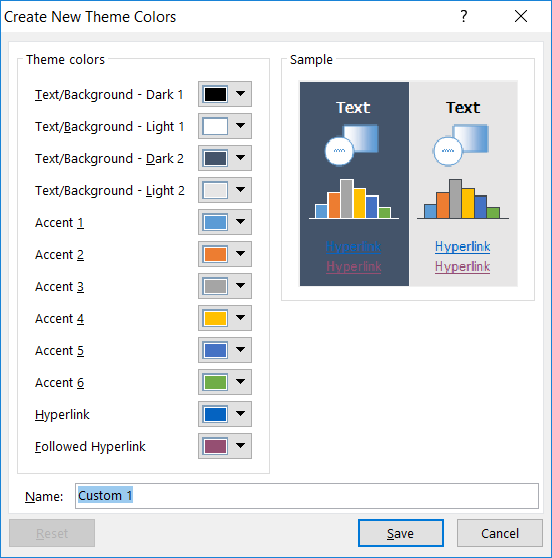 Create New Theme Colors
Theme colors
Text/Background - Dark 1
Text/Background - Light 1
Text/Background - Dark 2
Text/Background - Light 2
Accent 1
Accent 2
Accent 3
Accent 4
Accent 5
Accent 6
Hyperlink
Followed Hyperlink
Sample
Text Text
Hyperlink Hyperlink
Hyperlink Hyperlink
Name: Custom 1
Reset Save Cancel